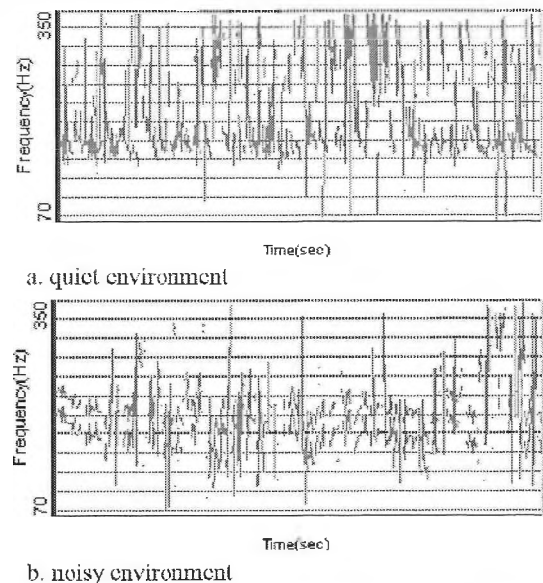 350
Frequency(Hz)
70
Time(sec)
a. quiet environment
350
Frequency(Hz)
70
Time(sec)
b. noisy environment